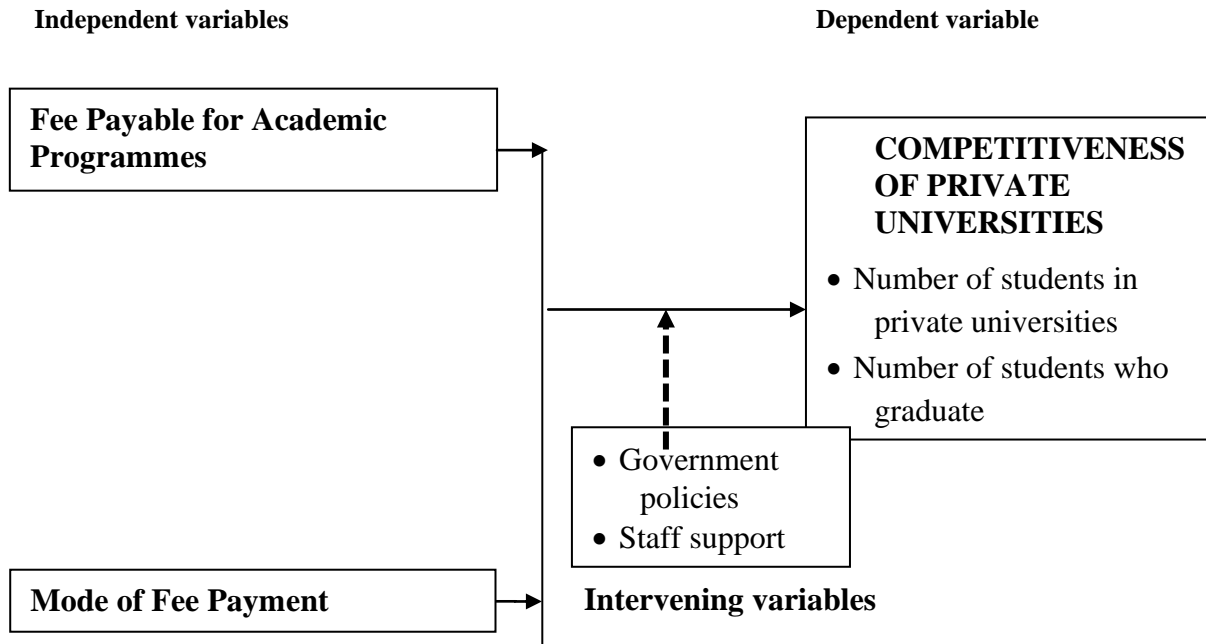 Independent variables
Dependent variable
Fee Payable for Academic
Programmes
COMPETITIVENESS
OF PRIVATE
UNIVERSITIES
• Number of students in
private universities
• Number of students who
graduate
• Government
policies
• Staff support
Mode of Fee Payment
Intervening variables